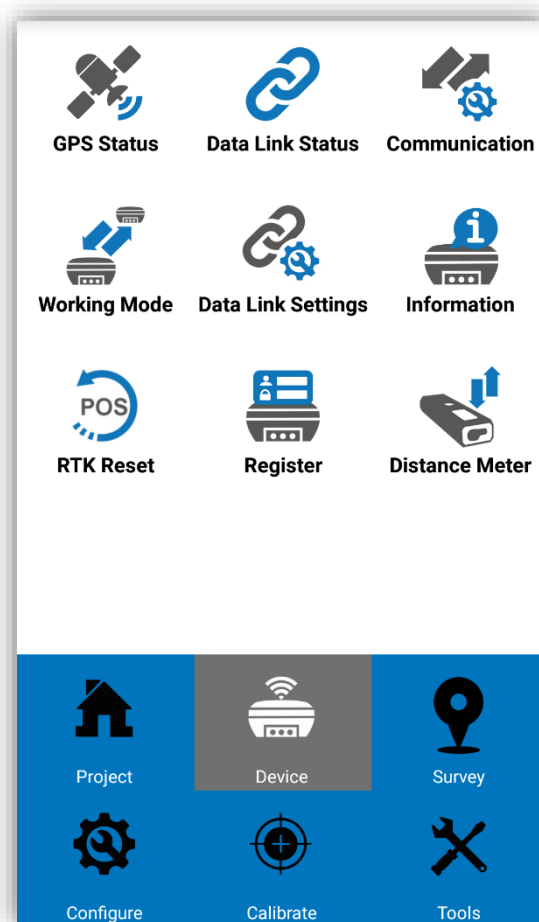 GPS Status
Data Link Status
Communication
Working Mode
Data Link Settings
Information
POS
RTK Reset
Register
Distance Meter
Project
Device
Survey
Configure
Calibrate
Tools